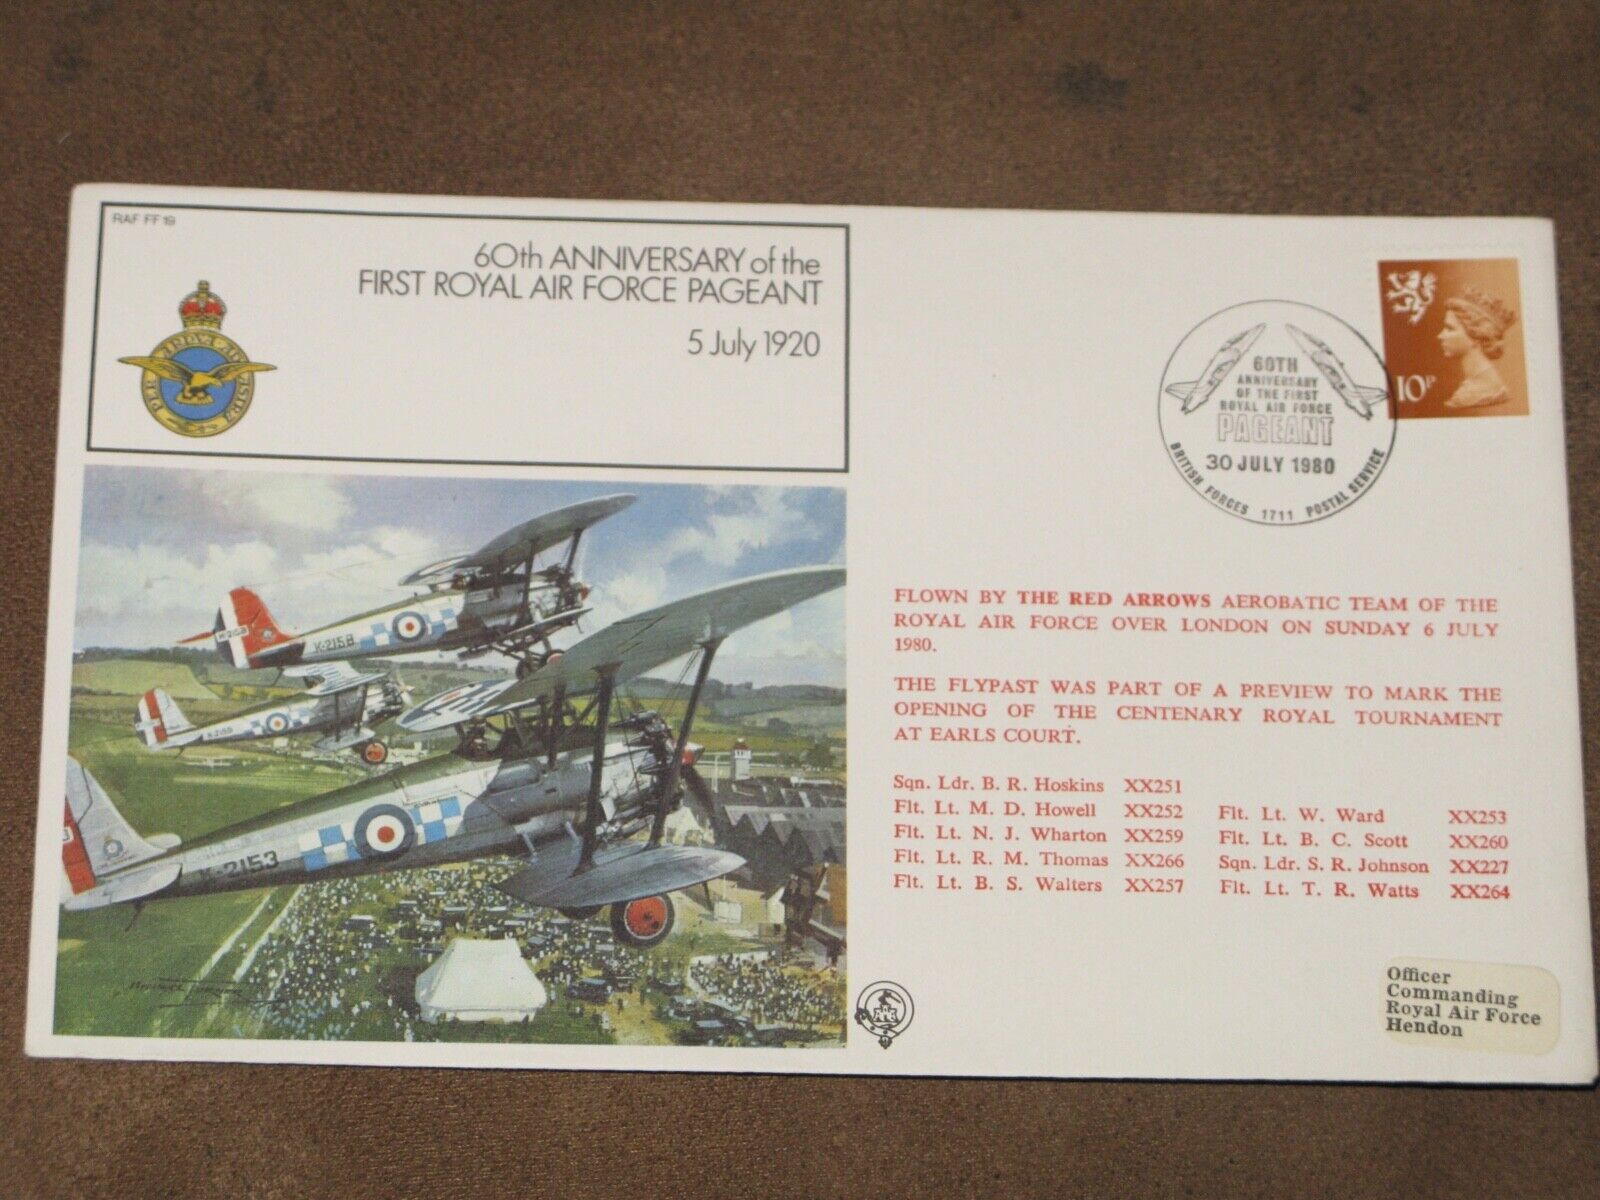 RAF FF19
60th ANNIVERSARY of the
FIRST ROYAL AIR FORCE PAGEANT
5 July 1920
PER ARDVA AD ASTRA
K-2158
K-2153
10P
60TH
ANNIVERSARY
OF THE FIRST
ROYAL AIR FORCE
PAGEANT
30 JULY 1980
BRITISH FORCES 1711 POSTAL SERVICE
FLOWN BY THE RED ARROWS AEROBATIC TEAM OF THE
ROYAL AIR FORCE OVER LONDON ON SUNDAY 6 JULY
1980.
THE FLYPAST WAS PART OF A PREVIEW TO MARK THE
OPENING OF THE CENTENARY ROYAL TOURNAMENT
AT EARLS COURT.
Sqn. Ldr. B. R. Hoskins XX251
Flt. Lt. M. D. Howell XX252 Flt. Lt. W. Ward XX253
Flt. Lt. N. J. Wharton XX259 Flt. Lt. B. C. Scott XX260
Flt. Lt. R. M. Thomas XX266 Sqn. Ldr. S. R. Johnson XX227
Flt. Lt. B. S. Walters XX257 Flt. Lt. T. R. Watts XX264
Officer
Commanding
Royal Air Force
Hendon